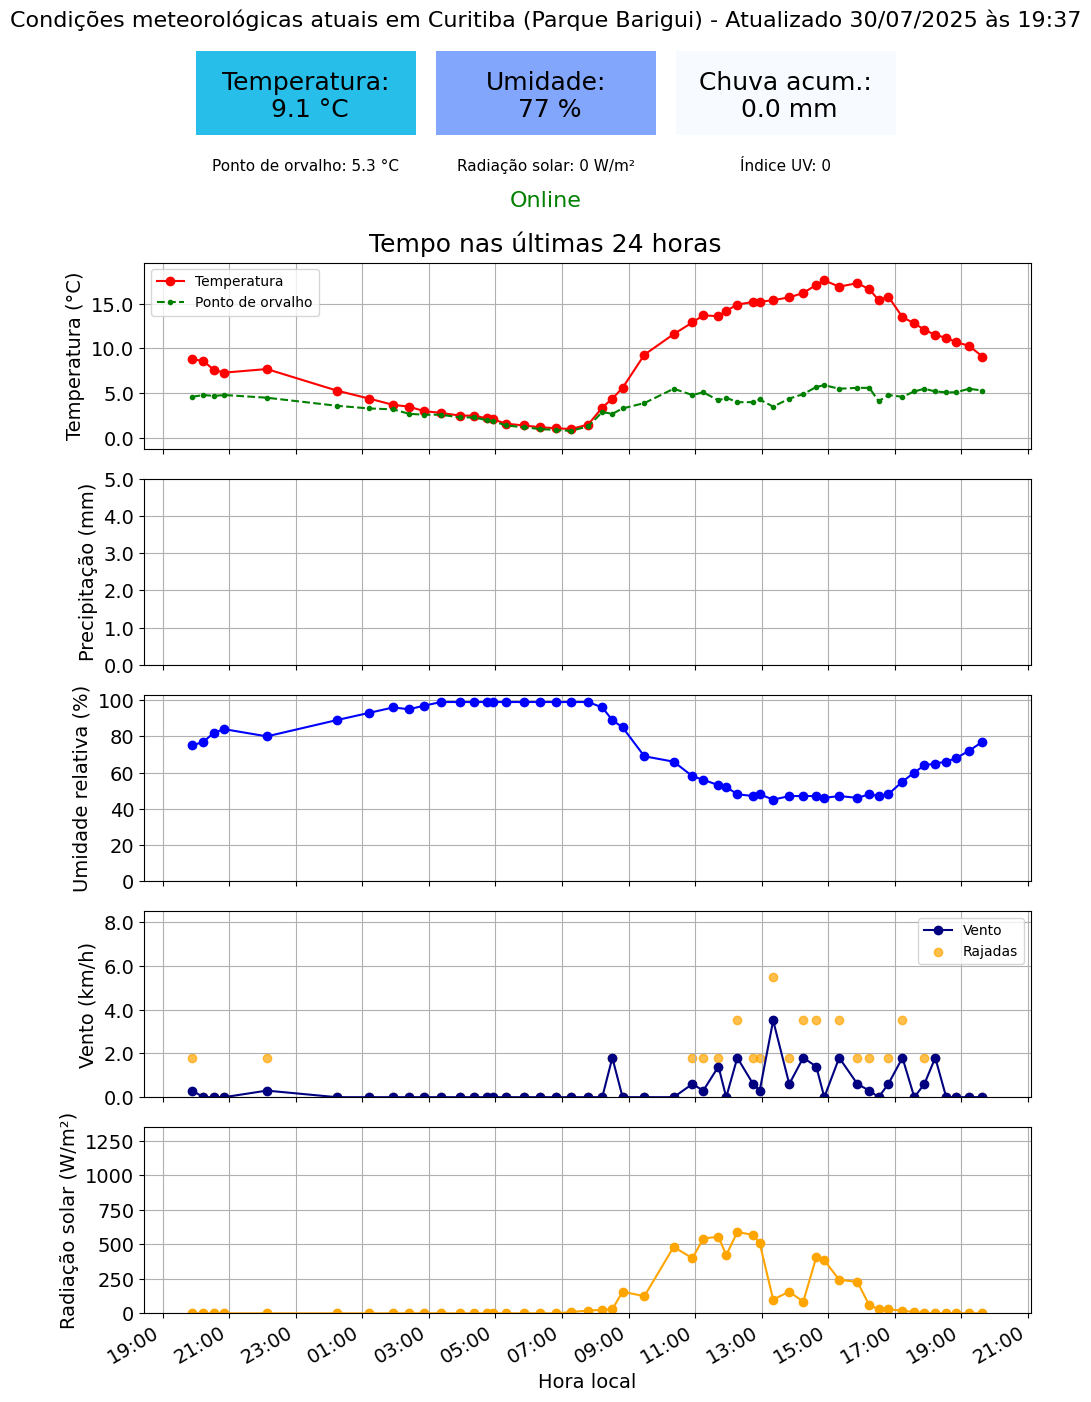 Condições meteorológicas atuais em Curitiba (Parque Barigui) - Atualizado 30/07/2025 às 19:37
Temperatura:
9.1 °C
Umidade:
77 %
Chuva acum.:
0.0 mm
Ponto de orvalho: 5.3 °C
Radiação solar: 0 W/m²
Índice UV: 0
Online
Tempo nas últimas 24 horas
Temperatura (°C)
15.0
10.0
5.0
0.0
Temperatura
Ponto de orvalho
Precipitação (mm)
5.0
4.0
3.0
2.0
1.0
0.0
Umidade relativa (%)
100
80
60
40
20
0
Vento (km/h)
8.0
6.0
4.0
2.0
0.0
Vento
Rajadas
Radiação solar (W/m²)
1250
1000
750
500
250
0
19:00
21:00
23:00
01:00
03:00
05:00
07:00
09:00
11:00
13:00
15:00
17:00
19:00
21:00
Hora local